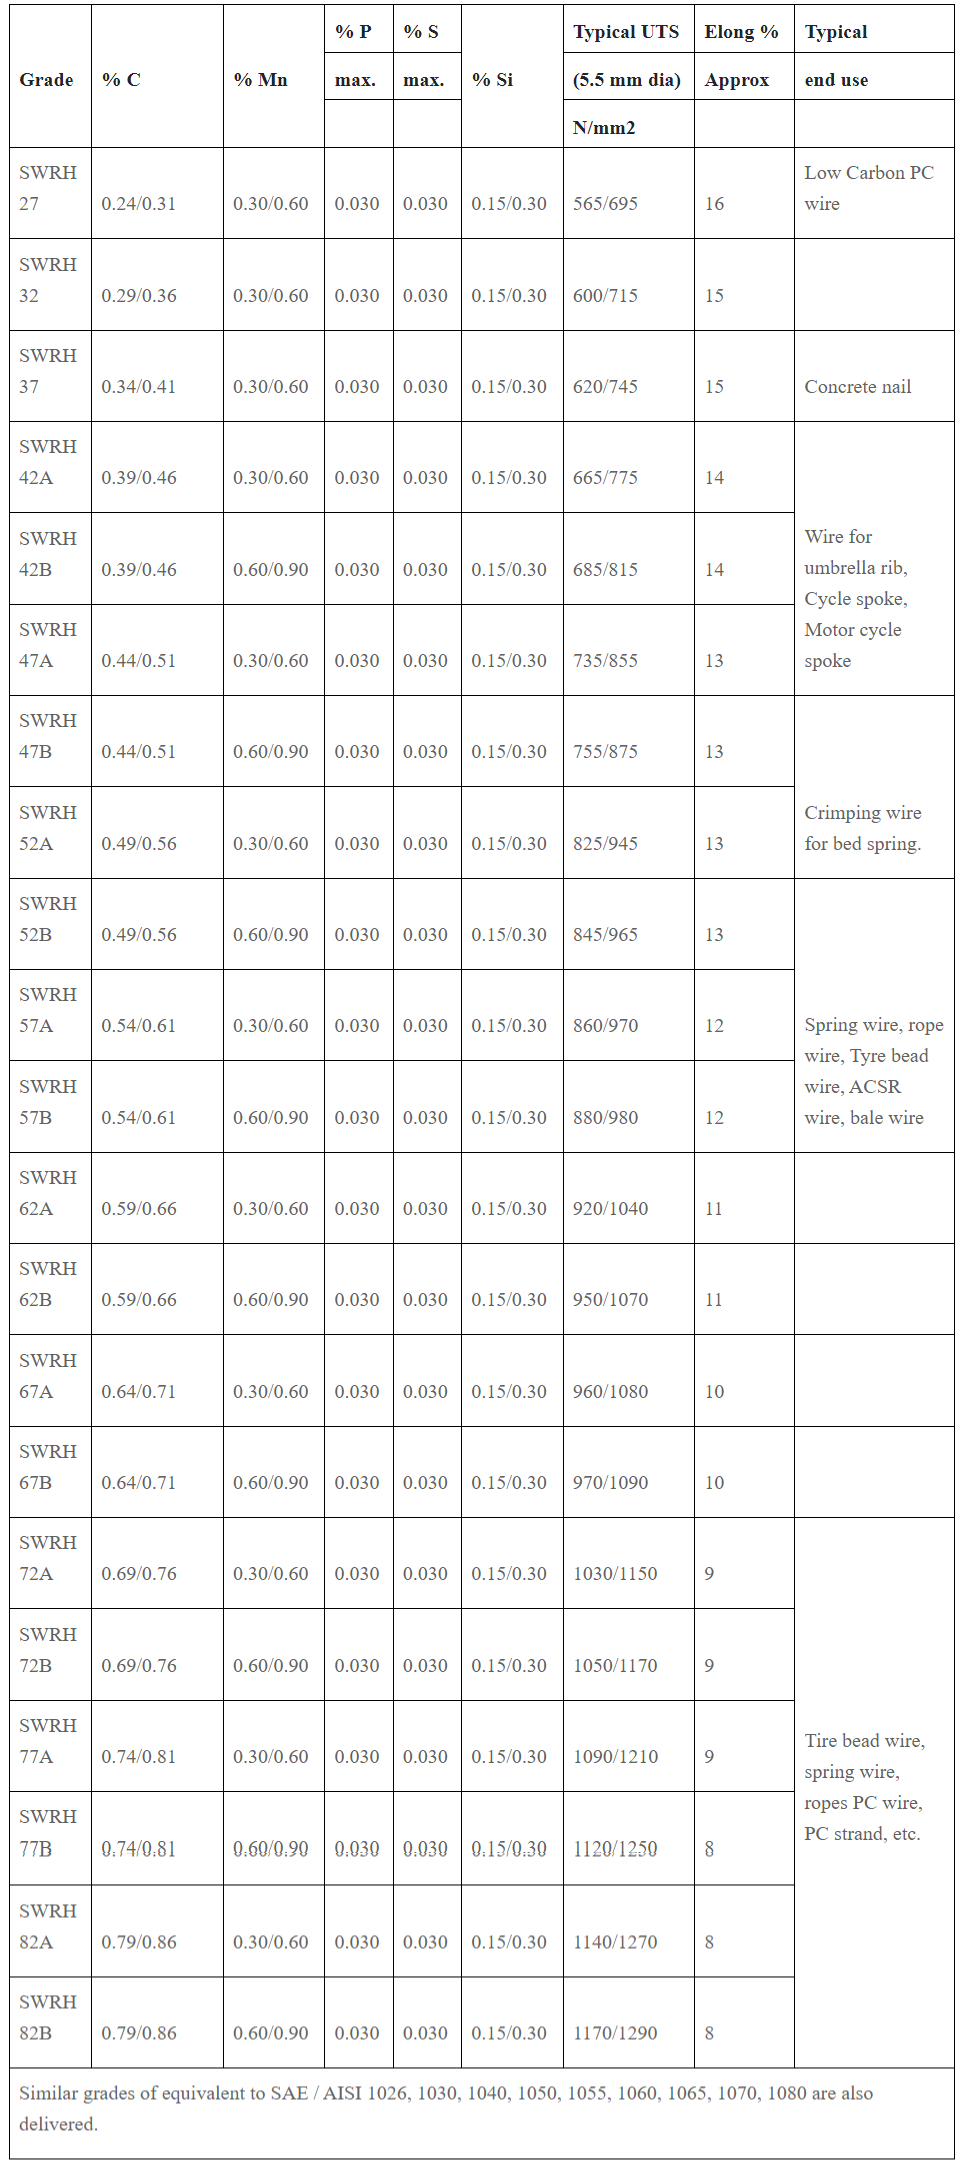 Grade % C % Mn % P % S % Si Typical UTS Elong % Typical
max. max. (5.5 mm dia) Approx end use
N/mm2
SWRH 27 0.24/0.31 0.30/0.60 0.030 0.030 0.15/0.30 565/695 16 Low Carbon PC wire
SWRH 32 0.29/0.36 0.30/0.60 0.030 0.030 0.15/0.30 600/715 15
SWRH 37 0.34/0.41 0.30/0.60 0.030 0.030 0.15/0.30 620/745 15 Concrete nail
SWRH 42A 0.39/0.46 0.30/0.60 0.030 0.030 0.15/0.30 665/775 14
SWRH 42B 0.39/0.46 0.60/0.90 0.030 0.030 0.15/0.30 685/815 14
SWRH 47A 0.44/0.51 0.30/0.60 0.030 0.030 0.15/0.30 735/855 13
Wire for
umbrella rib,
Cycle spoke,
Motor cycle
spoke
SWRH 47B 0.44/0.51 0.60/0.90 0.030 0.030 0.15/0.30 755/875 13
SWRH 52A 0.49/0.56 0.30/0.60 0.030 0.030 0.15/0.30 825/945 13
Crimping wire
for bed spring.
SWRH 52B 0.49/0.56 0.60/0.90 0.030 0.030 0.15/0.30 845/965 13
SWRH 57A 0.54/0.61 0.30/0.60 0.030 0.030 0.15/0.30 860/970 12
SWRH 57B 0.54/0.61 0.60/0.90 0.030 0.030 0.15/0.30 880/980 12
Spring wire, rope
wire, Tyre bead
wire, ACSR
wire, bale wire
SWRH 62A 0.59/0.66 0.30/0.60 0.030 0.030 0.15/0.30 920/1040 11
SWRH 62B 0.59/0.66 0.60/0.90 0.030 0.030 0.15/0.30 950/1070 11
SWRH 67A 0.64/0.71 0.30/0.60 0.030 0.030 0.15/0.30 960/1080 10
SWRH 67B 0.64/0.71 0.60/0.90 0.030 0.030 0.15/0.30 970/1090 10
SWRH 72A 0.69/0.76 0.30/0.60 0.030 0.030 0.15/0.30 1030/1150 9
SWRH 72B 0.69/0.76 0.60/0.90 0.030 0.030 0.15/0.30 1050/1170 9
SWRH 77A 0.74/0.81 0.30/0.60 0.030 0.030 0.15/0.30 1090/1210 9
SWRH 77B 0.74/0.81 0.60/0.90 0.030 0.030 0.15/0.30 1120/1250 8
SWRH 82A 0.79/0.86 0.30/0.60 0.030 0.030 0.15/0.30 1140/1270 8
SWRH 82B 0.79/0.86 0.60/0.90 0.030 0.030 0.15/0.30 1170/1290 8
Tire bead wire,
spring wire,
ropes PC wire,
PC strand, etc.
Similar grades of equivalent to SAE / AISI 1026, 1030, 1040, 1050, 1055, 1060, 1065, 1070, 1080 are also
delivered.